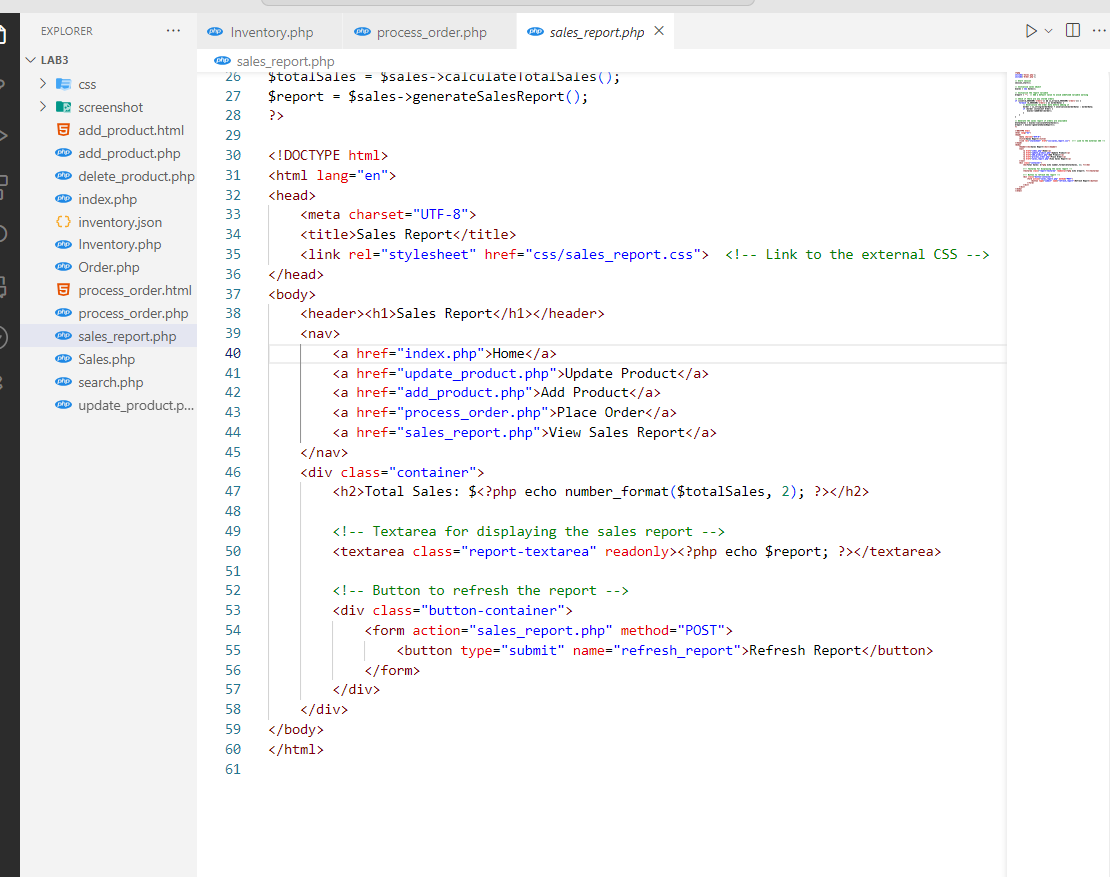 EXPLORER ...
LAB3
css
screenshot
add_product.html
add_product.php
delete_product.php
index.php
inventory.json
Inventory.php
Order.php
process_order.html
process_order.php
sales_report.php
Sales.php
search.php
update_product.p...
Inventory.php process_order.php sales_report.php
sales_report.php
26 $totalSales = $sales->calculateTotalSales();
27 $report = $sales->generateSalesReport();
28 ?>
29
30 <!DOCTYPE html>
31 <html lang="en">
32 <head>
33     <meta charset="UTF-8">
34     <title>Sales Report</title>
35     <link rel="stylesheet" href="css/sales_report.css">  <!-- Link to the external CSS -->
36 </head>
37 <body>
38     <header><h1>Sales Report</h1></header>
39     <nav>
40         <a href="index.php">Home</a>
41         <a href="update_product.php">Update Product</a>
42         <a href="add_product.php">Add Product</a>
43         <a href="process_order.php">Place Order</a>
44         <a href="sales_report.php">View Sales Report</a>
45     </nav>
46     <div class="container">
47         <h2>Total Sales: $<?php echo number_format($totalSales, 2); ?></h2>
48
49         <!-- Textarea for displaying the sales report -->
50         <textarea class="report-textarea" readonly><?php echo $report; ?></textarea>
51
52         <!-- Button to refresh the report -->
53         <div class="button-container">
54             <form action="sales_report.php" method="POST">
55                 <button type="submit" name="refresh_report">Refresh Report</button>
56             </form>
57         </div>
58     </div>
59 </body>
60 </html>
61